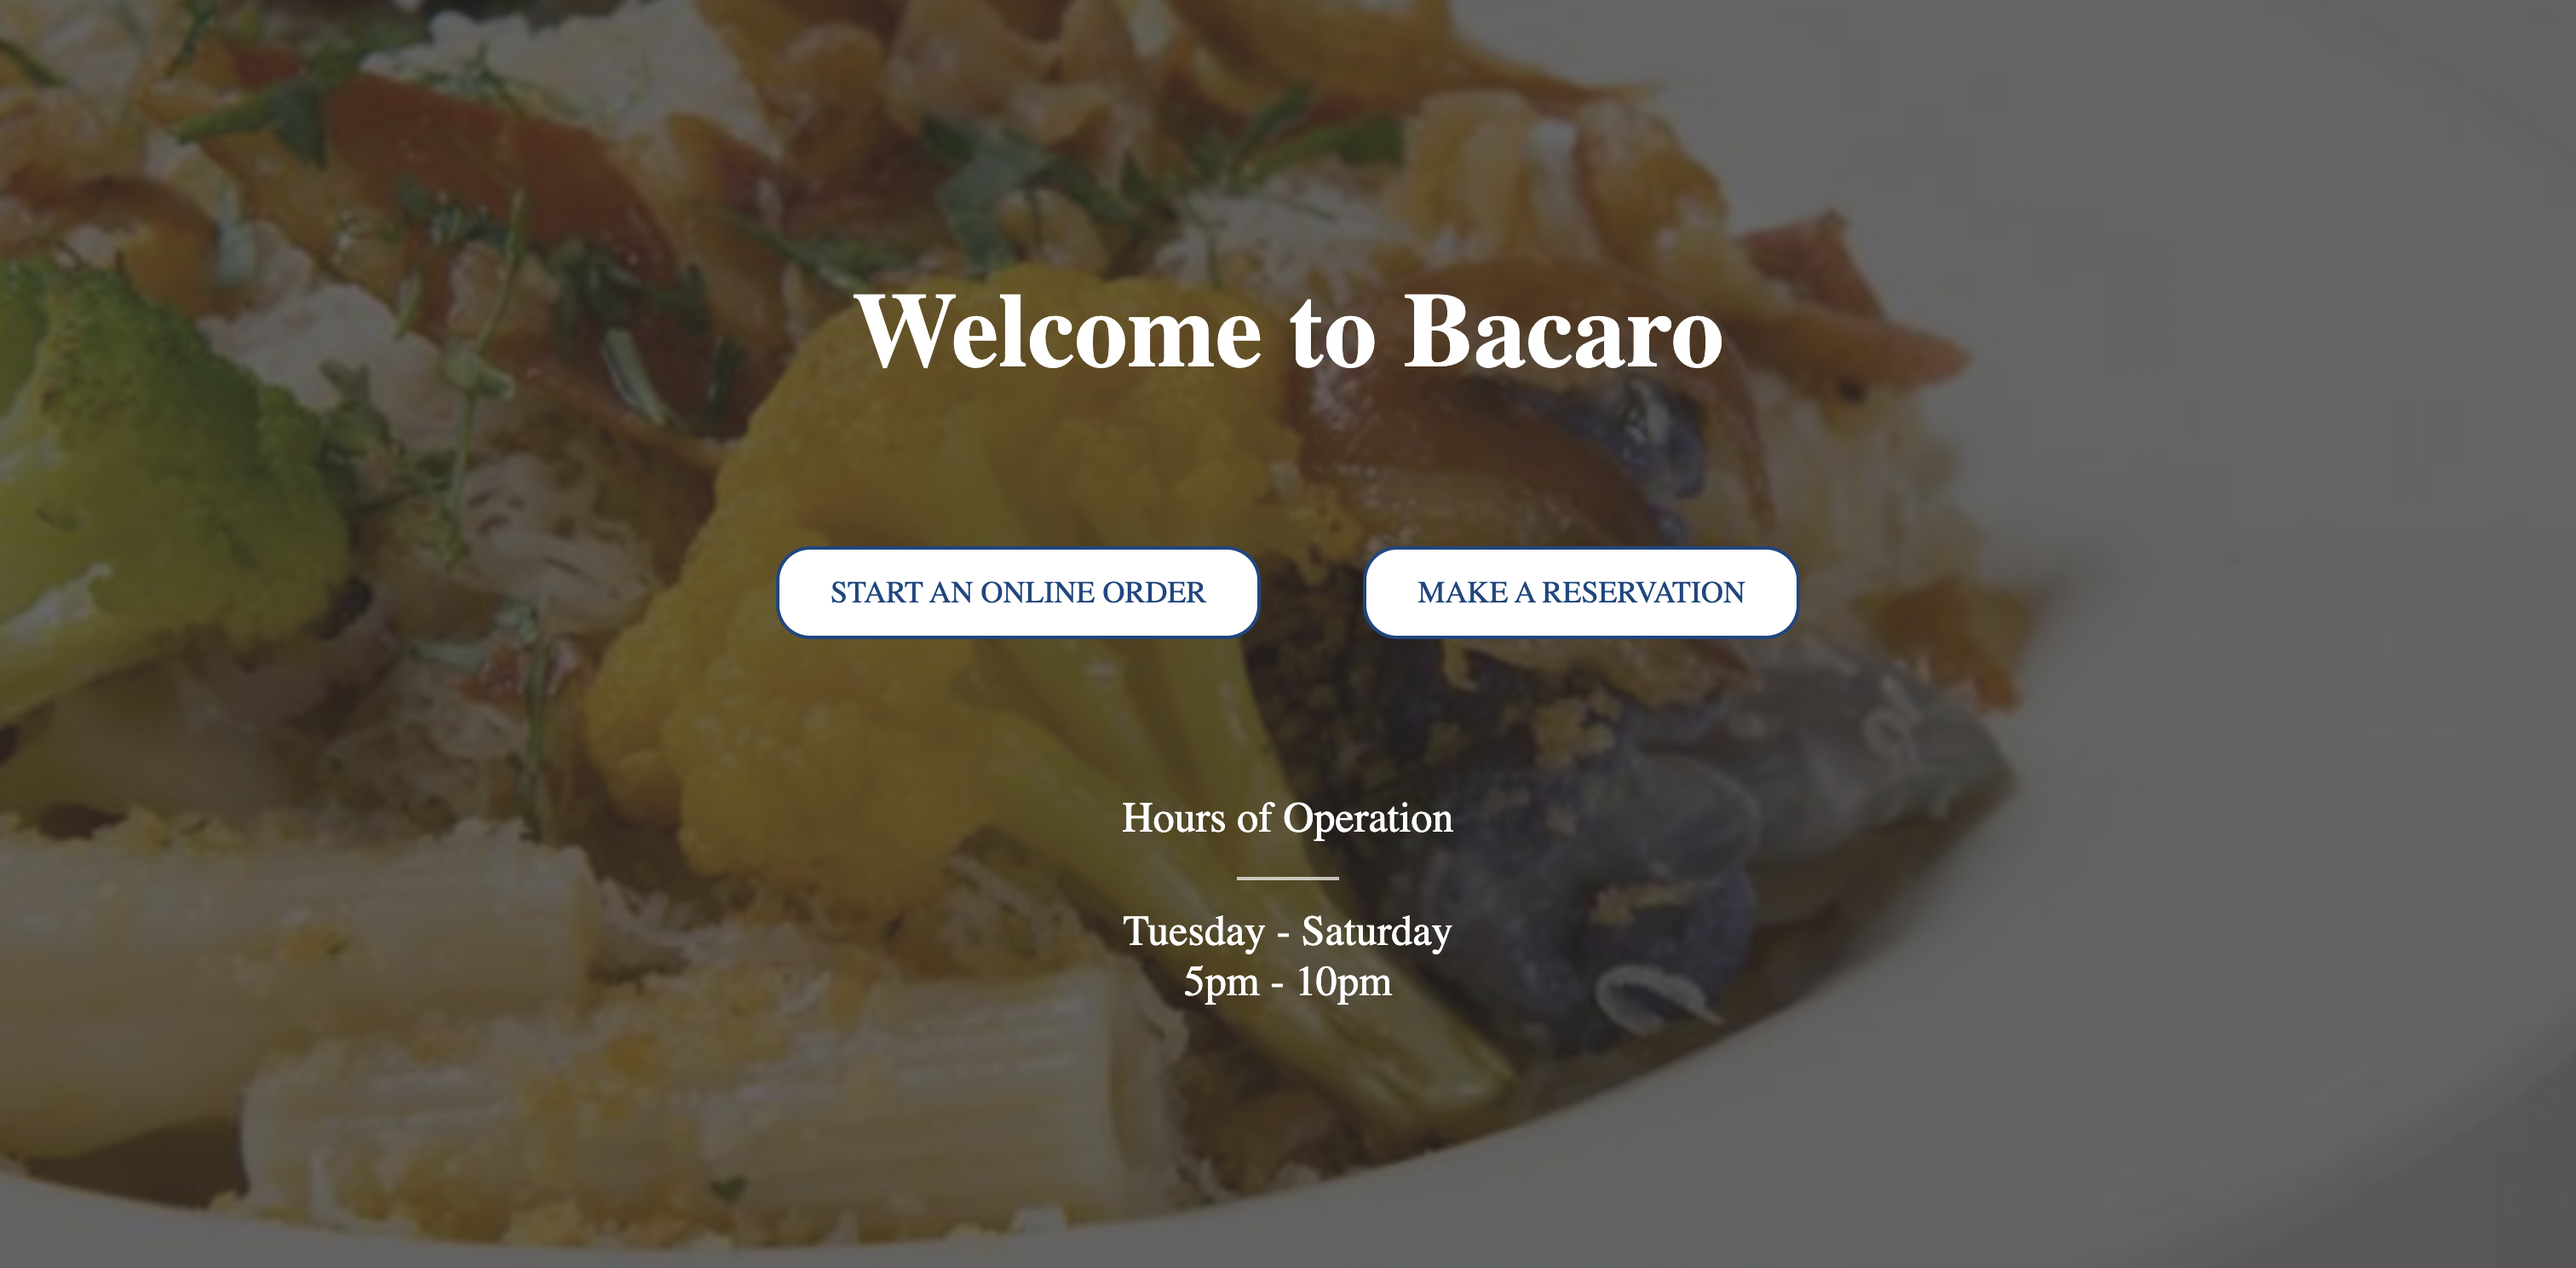 Welcome to Bacaro
START AN ONLINE ORDER
MAKE A RESERVATION
Hours of Operation
Tuesday - Saturday
5pm - 10pm